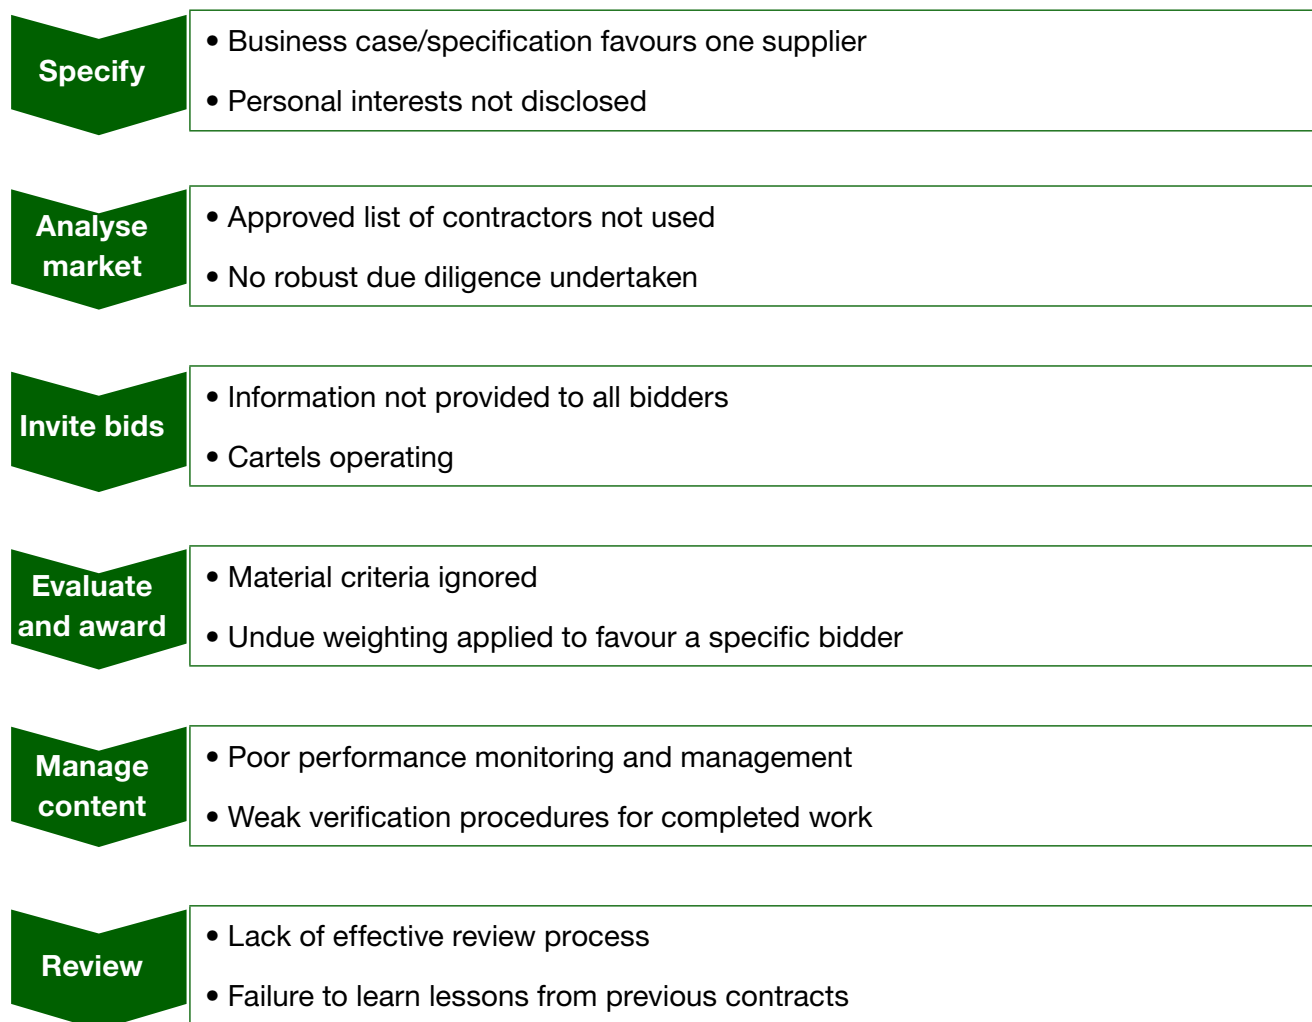 Specify
• Business case/specification favours one supplier
• Personal interests not disclosed
Analyse
market
• Approved list of contractors not used
• No robust due diligence undertaken
Invite bids
• Information not provided to all bidders
• Cartels operating
Evaluate
and award
• Material criteria ignored
• Undue weighting applied to favour a specific bidder
Manage
content
• Poor performance monitoring and management
• Weak verification procedures for completed work
Review
• Lack of effective review process
• Failure to learn lessons from previous contracts